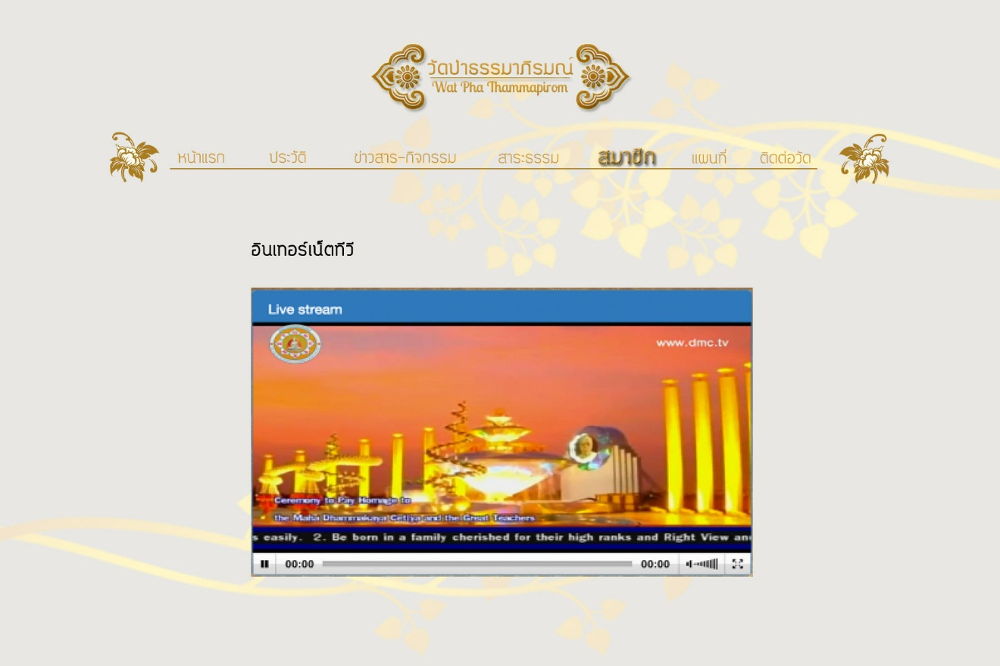 วัดป่าธรรมาภิรมณ์
Wat Pha Thammapirom
หน้าแรก ประวัติ ข่าวสาร-กิจกรรม สาระธรรม สมาชิก แผนที่ ติดต่อวัด
อินเทอร์เน็ตทีวี
Live stream
www.dmc.tv
Ceremony to Pay Homage to
the Maha Dhammakaya Cetiya and the Great Teachers
s easily. 2. Be born in a family cherished for their high ranks and Right View and
00:00 00:00